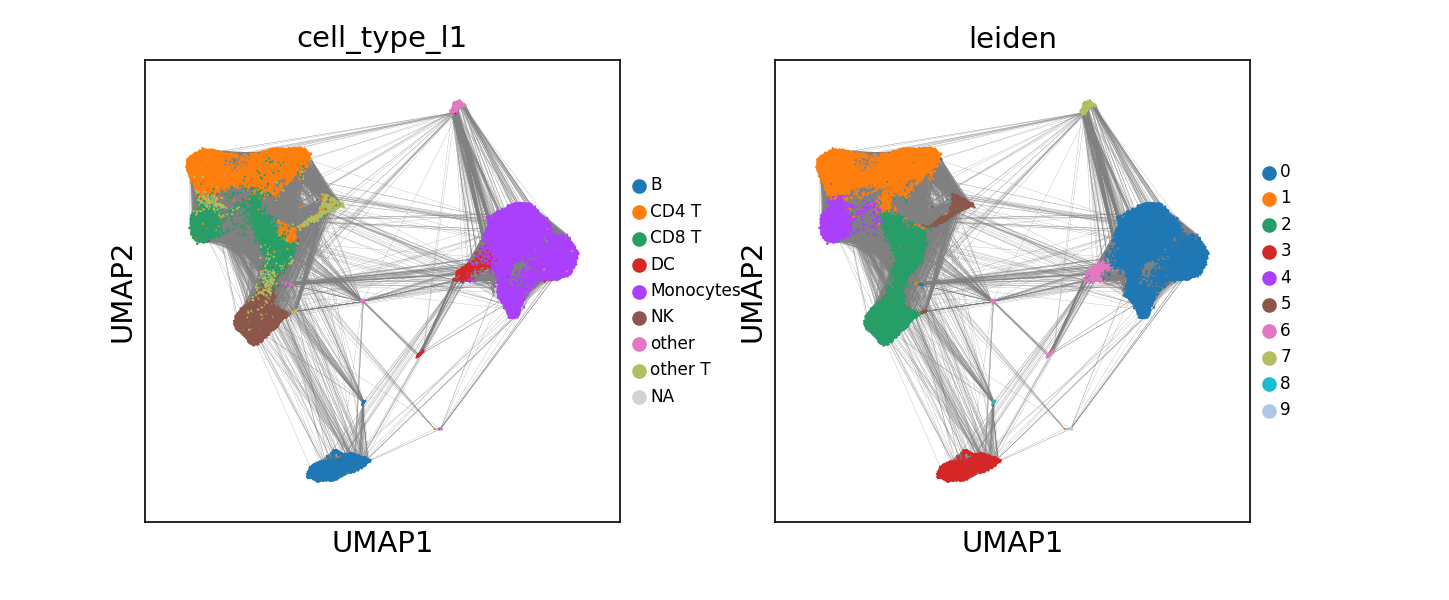 cell_type_l1
UMAP2
UMAP1
B
CD4 T
CD8 T
DC
Monocytes
NK
other
other T
NA
leiden
UMAP2
UMAP1
0
1
2
3
4
5
6
7
8
9